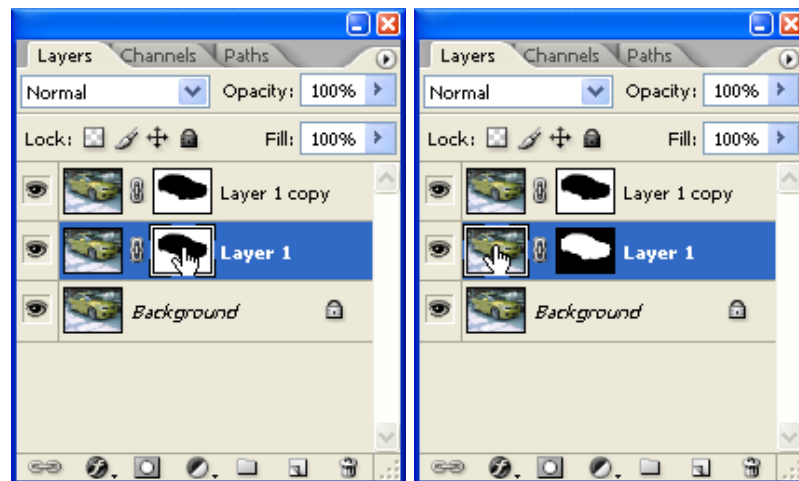 Layers Channels Paths
Normal Opacity: 100%
Lock: Fill: 100%
Layer 1 copy
Layer 1
Background
Layers Channels Paths
Normal Opacity: 100%
Lock: Fill: 100%
Layer 1 copy
Layer 1
Background